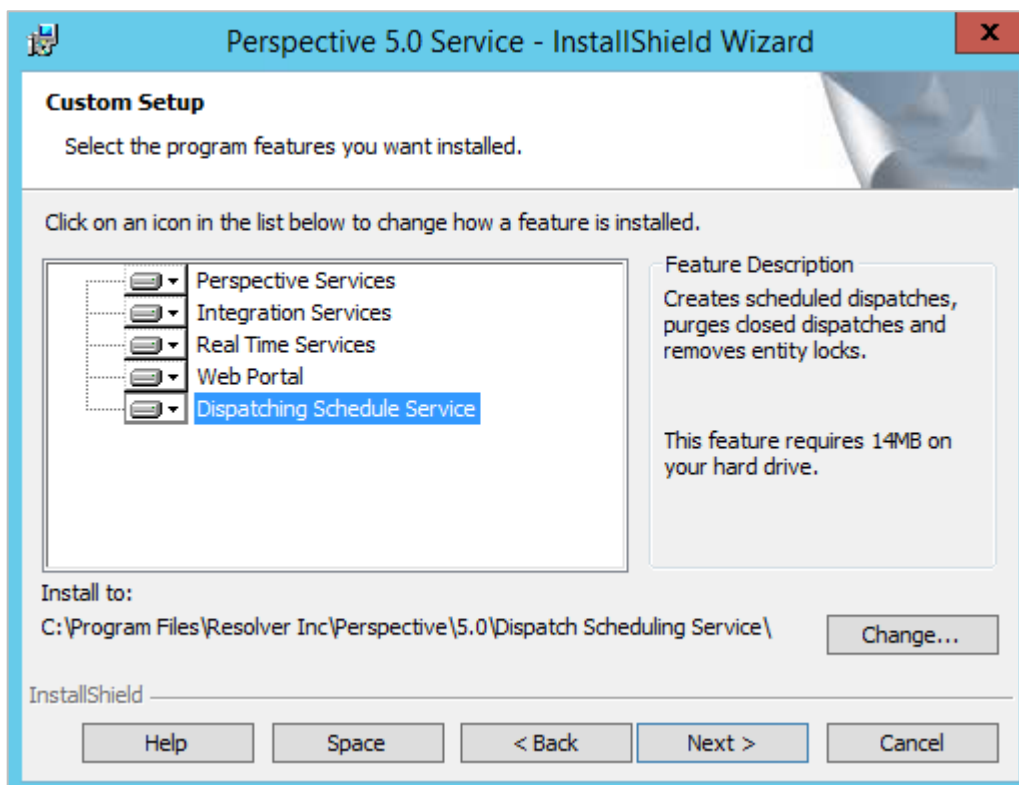 Perspective 5.0 Service - InstallShield Wizard
x
Custom Setup
Select the program features you want installed.
Click on an icon in the list below to change how a feature is installed.
Perspective Services
Integration Services
Real Time Services
Web Portal
Dispatching Schedule Service
Feature Description
Creates scheduled dispatches,
purges closed dispatches and
removes entity locks.
This feature requires 14MB on
your hard drive.
Install to:
C:\Program Files\Resolver Inc\Perspective\5.0\Dispatch Scheduling Service\
Change...
InstallShield
Help
Space
< Back
Next >
Cancel